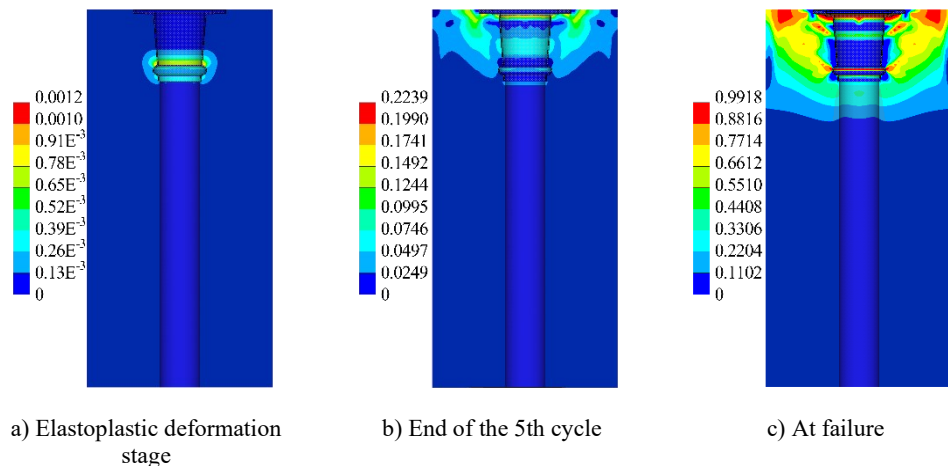 0.0012
0.0010
0.91E-3
0.78E-3
0.65E-3
0.52E-3
0.39E-3
0.26E-3
0.13E-3
0
0.2239
0.1990
0.1741
0.1492
0.1244
0.0995
0.0746
0.0497
0.0249
0
0.9918
0.8816
0.7714
0.6612
0.5510
0.4408
0.3306
0.2204
0.1102
0
a) Elastoplastic deformation
stage
b) End of the 5th cycle
c) At failure